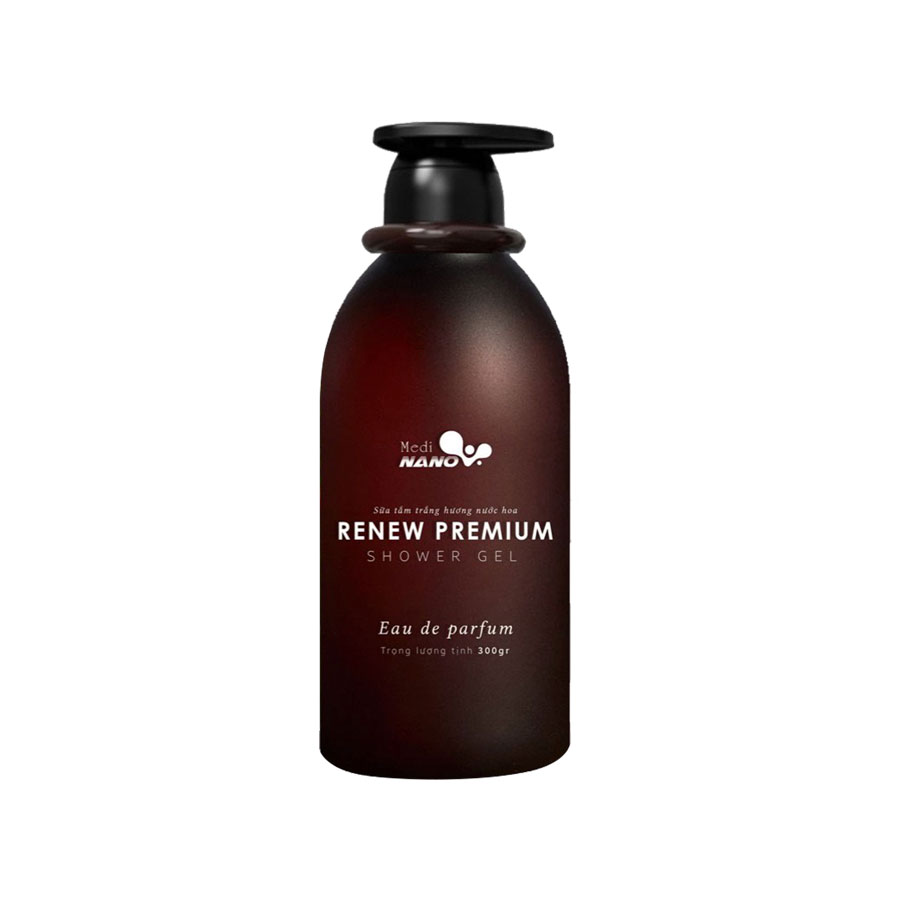 Medi
NANO
Sữa tắm trắng hương nước hoa
RENEW PREMIUM
SHOWER GEL
Eau de parfum
Trọng lượng tịnh 300gr